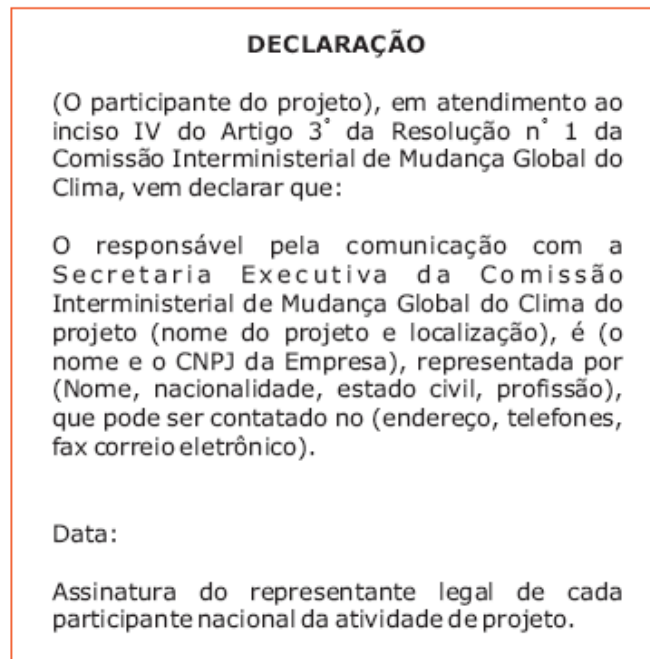 DECLARAÇÃO
(O participante do projeto), em atendimento ao
inciso IV do Artigo 3° da Resolução n° 1 da
Comissão Interministerial de Mudança Global do
Clima, vem declarar que:
O responsável pela comunicação com a
Secretaria Executiva da Comissão
Interministerial de Mudança Global do Clima do
projeto (nome do projeto e localização), é (o
nome e o CNPJ da Empresa), representada por
(Nome, nacionalidade, estado civil, profissão),
que pode ser contatado no (endereço, telefones,
fax correio eletrônico).
Data:
Assinatura do representante legal de cada
participante nacional da atividade de projeto.